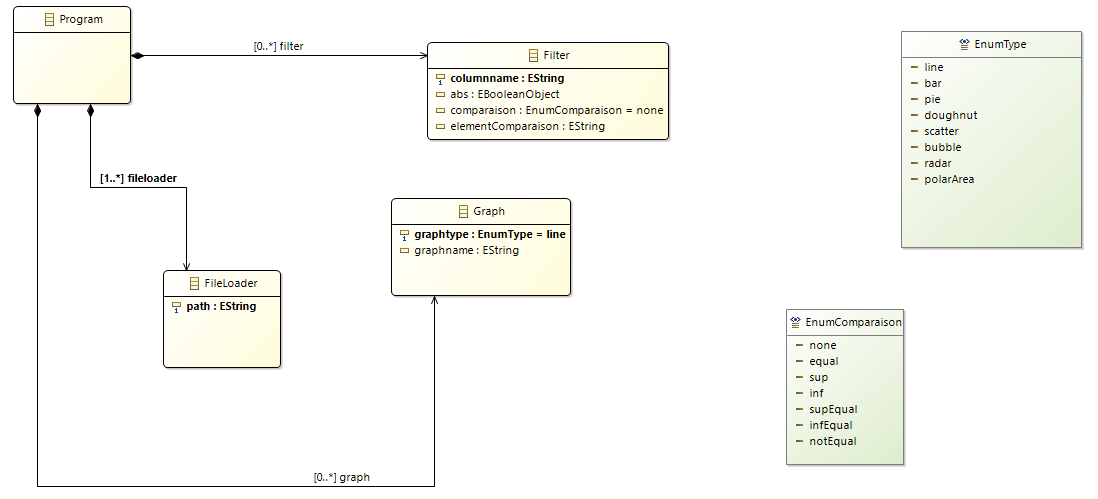 Program
[0..*] filter
Filter
columnname : EString
abs : EBooleanObject
comparaison : EnumComparaison = none
elementComparaison : EString
EnumType
line
bar
pie
doughnut
scatter
bubble
radar
polarArea
[1..*] fileloader
Graph
graphtype : EnumType = line
graphname : EString
FileLoader
path : EString
EnumComparaison
none
equal
sup
inf
supEqual
infEqual
notEqual
[0..*] graph